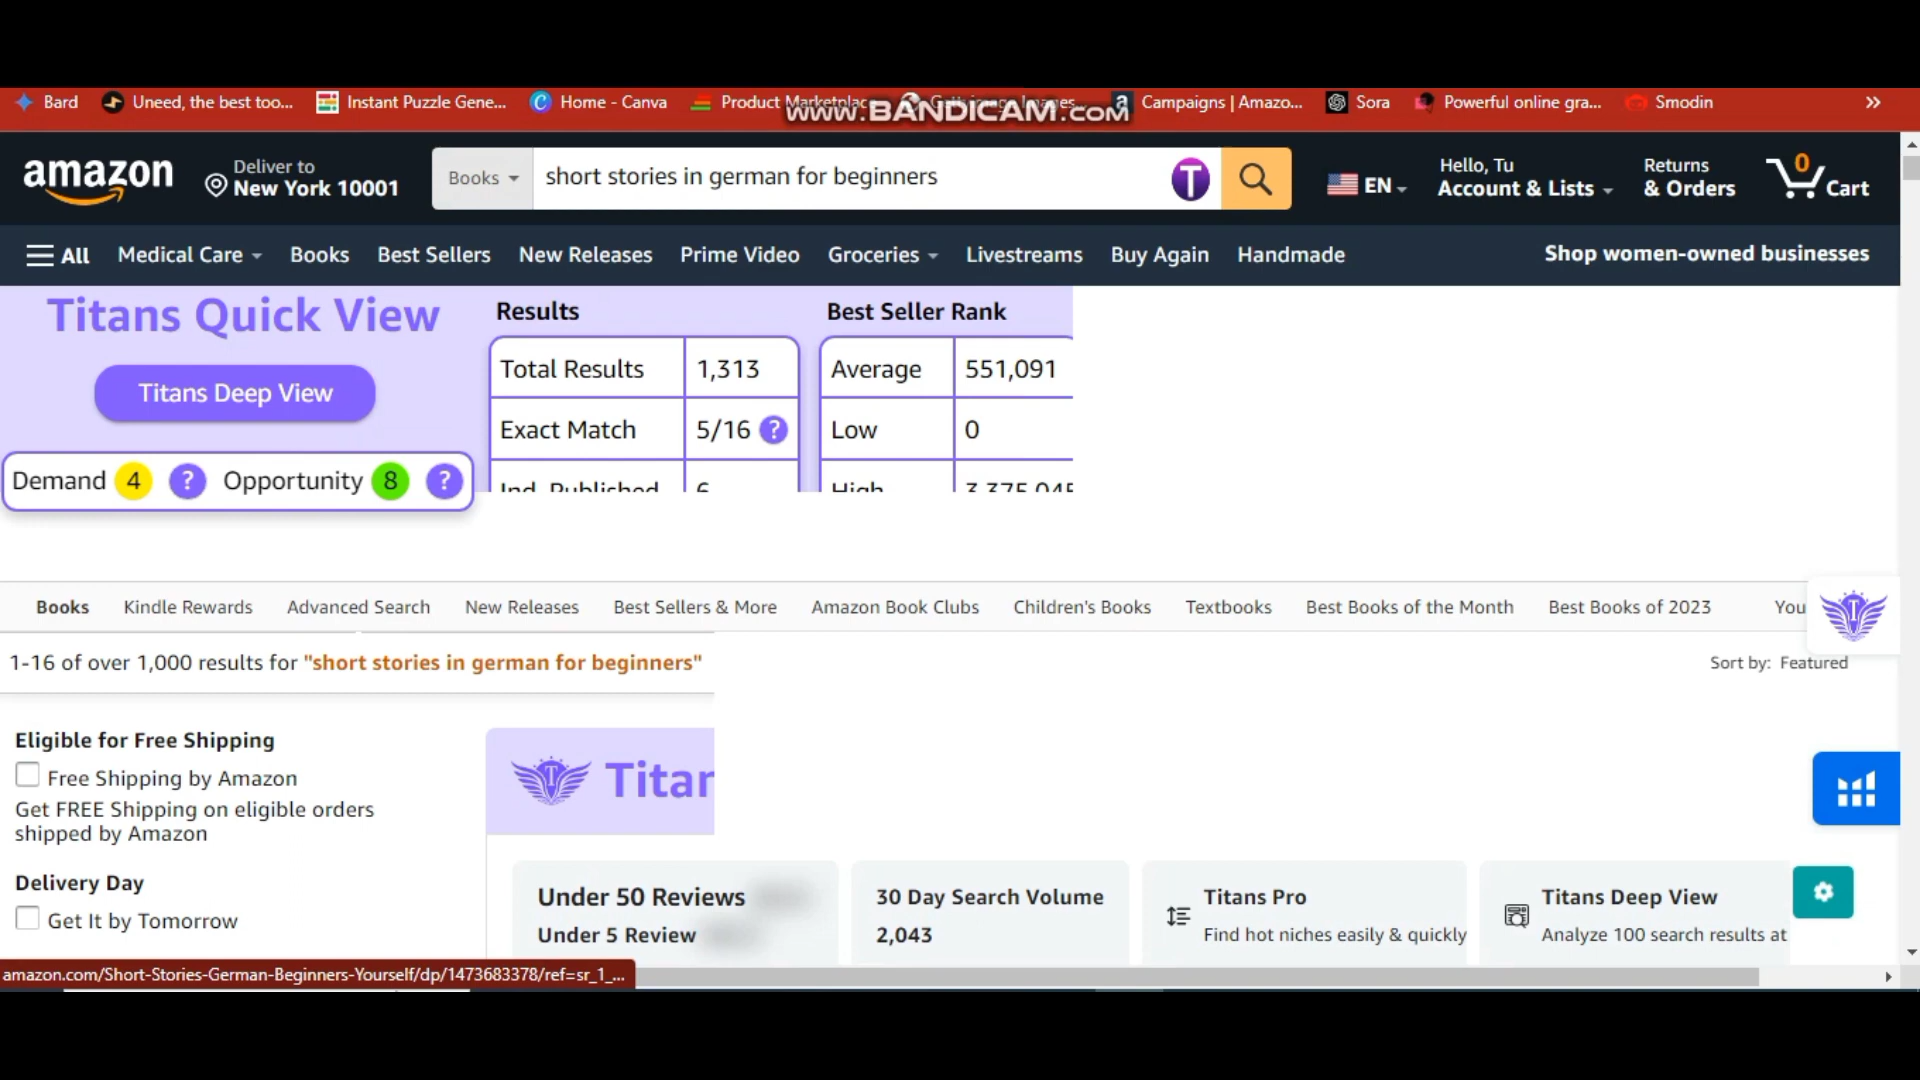 Bard Uneed, the best too... Instant Puzzle Gene... Home - Canva Product Marketplac Campaigns | Amazo... Sora Powerful online gra... Smodin »
www.BANDICAM.com
amazon Deliver to New York 10001 Books short stories in german for beginners T EN Hello, Tu Account & Lists Returns & Orders 0 Cart
All Medical Care Books Best Sellers New Releases Prime Video Groceries Livestreams Buy Again Handmade Shop women-owned businesses
Titans Quick View Results Best Seller Rank
Total Results 1,313 Average 551,091
Titans Deep View
Exact Match 5/16 ? Low 0
Demand 4 ? Opportunity 8 ? Ind. Published 6 High 3,375,045
Books Kindle Rewards Advanced Search New Releases Best Sellers & More Amazon Book Clubs Children's Books Textbooks Best Books of the Month Best Books of 2023 You
1-16 of over 1,000 results for "short stories in german for beginners" Sort by: Featured
Eligible for Free Shipping
Free Shipping by Amazon
Get FREE Shipping on eligible orders
shipped by Amazon
Titan
Delivery Day
Get It by Tomorrow
Under 50 Reviews 30 Day Search Volume Titans Pro Titans Deep View
Under 5 Review 2,043 Find hot niches easily & quickly Analyze 100 search results at
amazon.com/Short-Stories-German-Beginners-Yourself/dp/1473683378/ref=sr_1_...